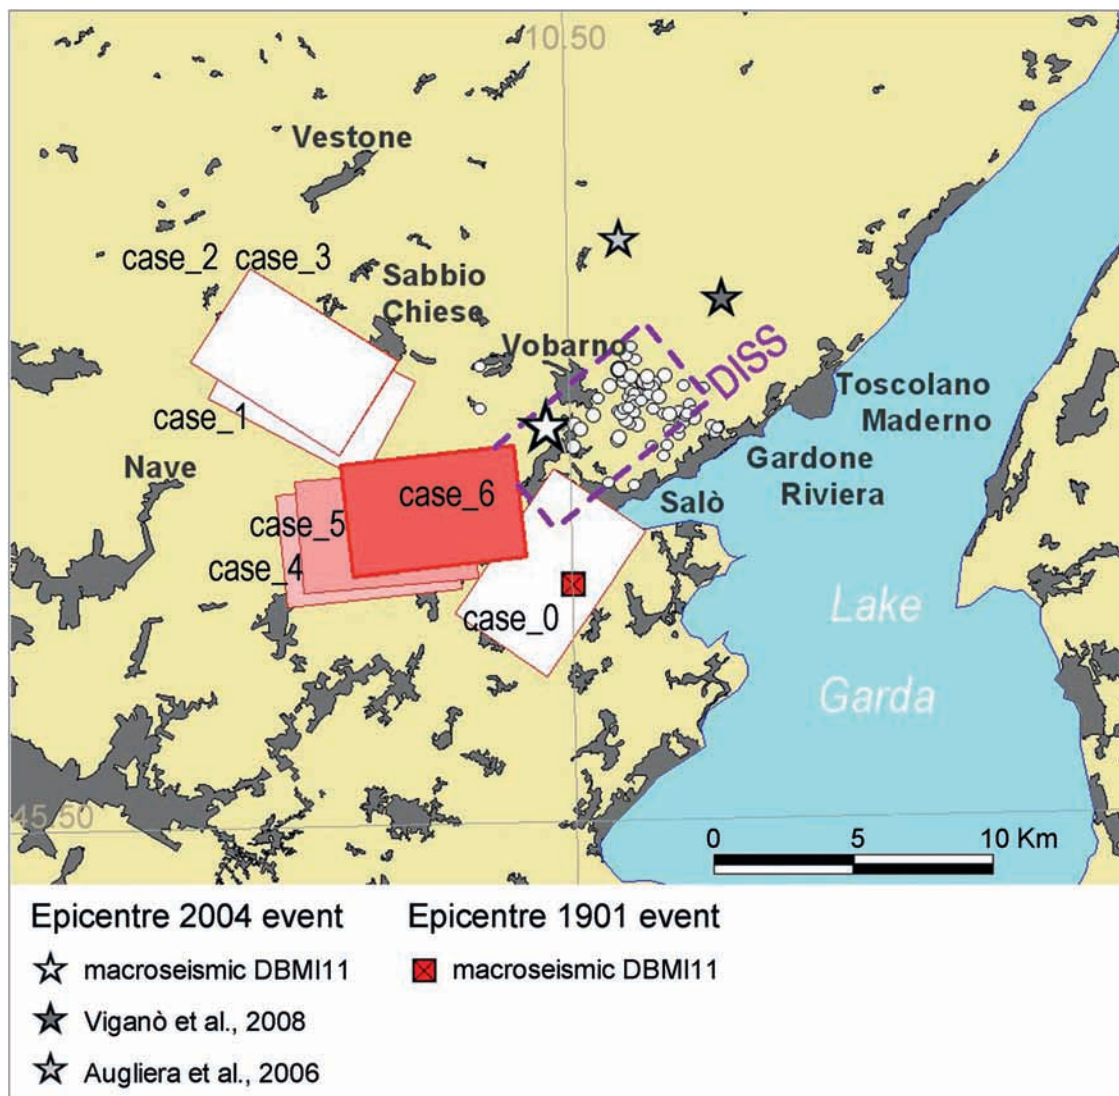 10.50
Vestone
case_2 case_3
Sabbio
Chiese
Vobarno
DISS
Toscolano
Maderno
case_1
Gardone
Riviera
Nave
case_6
Salò
case_5
case_4
case_0
Lake
Garda
45.50
0 5 10 Km
Epicentre 2004 event
macroseismic DBMI11
Viganò et al., 2008
Augliera et al., 2006
Epicentre 1901 event
macroseismic DBMI11